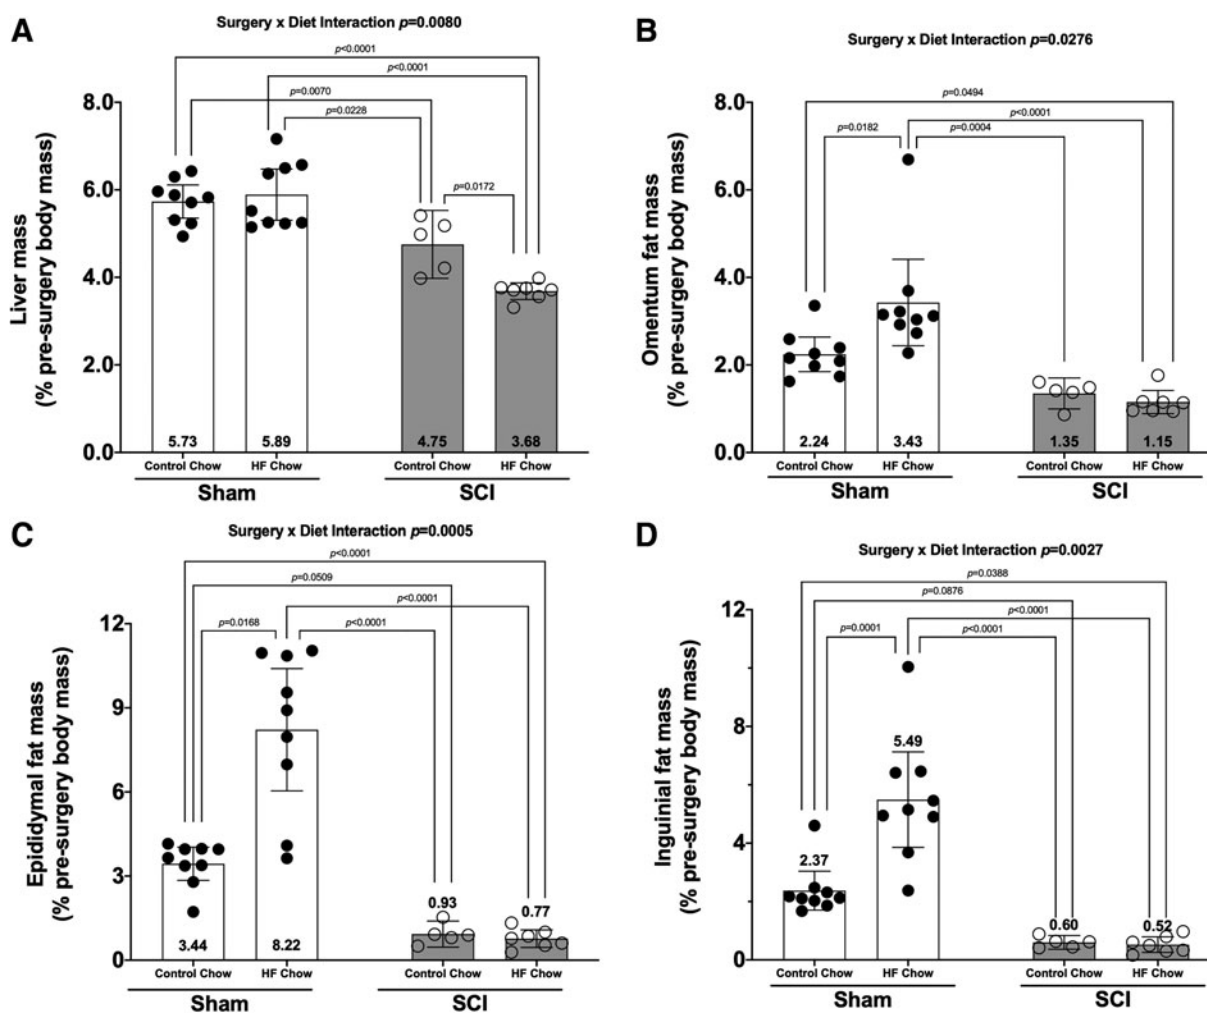 A
Surgery x Diet Interaction p=0.0080
p<0.0001
p<0.0001
p=0.0070
p=0.0228
p=0.0172
Liver mass
(% pre-surgery body mass)
8.0
6.0
4.0
2.0
0.0
5.73
5.89
4.75
3.68
Control Chow
HF Chow
Control Chow
HF Chow
Sham
SCI
B
Surgery x Diet Interaction p=0.0276
p=0.0494
p<0.0001
p=0.0182
p=0.0004
Omentum fat mass
(% pre-surgery body mass)
8.0
6.0
4.0
2.0
0.0
2.24
3.43
1.35
1.15
Control Chow
HF Chow
Control Chow
HF Chow
Sham
SCI
C
Surgery x Diet Interaction p=0.0005
p<0.0001
p=0.0509
p<0.0001
p=0.0168
p<0.0001
Epididymal fat mass
(% pre-surgery body mass)
12
9
6
3
0
3.44
8.22
0.93
0.77
Control Chow
HF Chow
Control Chow
HF Chow
Sham
SCI
D
Surgery x Diet Interaction p=0.0027
p=0.0388
p=0.0876
p<0.0001
p=0.0001
p<0.0001
Inguinial fat mass
(% pre-surgery body mass)
12
8
4
0
2.37
5.49
0.60
0.52
Control Chow
HF Chow
Control Chow
HF Chow
Sham
SCI